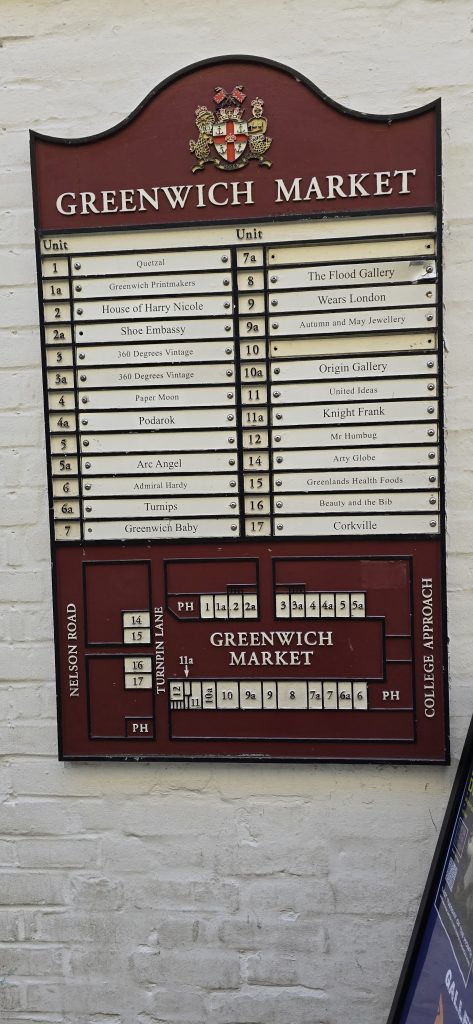 GREENWICH MARKET
Unit
1 Quetzal
1a Greenwich Printmakers
2 House of Harry Nicole
2a Shoe Embassy
3 360 Degrees Vintage
3a 360 Degrees Vintage
4 Paper Moon
4a Podarok
5
5a Arc Angel
6 Admiral Hardy
6a Turnips
7 Greenwich Baby
Unit
7a
8 The Flood Gallery
9 Wears London
9a Autumn and May Jewellery
10
10a Origin Gallery
11 United Ideas
11a Knight Frank
12 Mr Humbug
14 Arty Globe
15 Greenlands Health Foods
16 Beauty and the Bib
17 Corkville
NELSON ROAD
14
15
16
17
PH
TURNPIN LANE
PH 1 1a 2 2a 3 3a 4 4a 5 5a
GREENWICH
MARKET
11a
12 11 10a 10 9a 9 8 7a 7 6a 6 PH
COLLEGE APPROACH